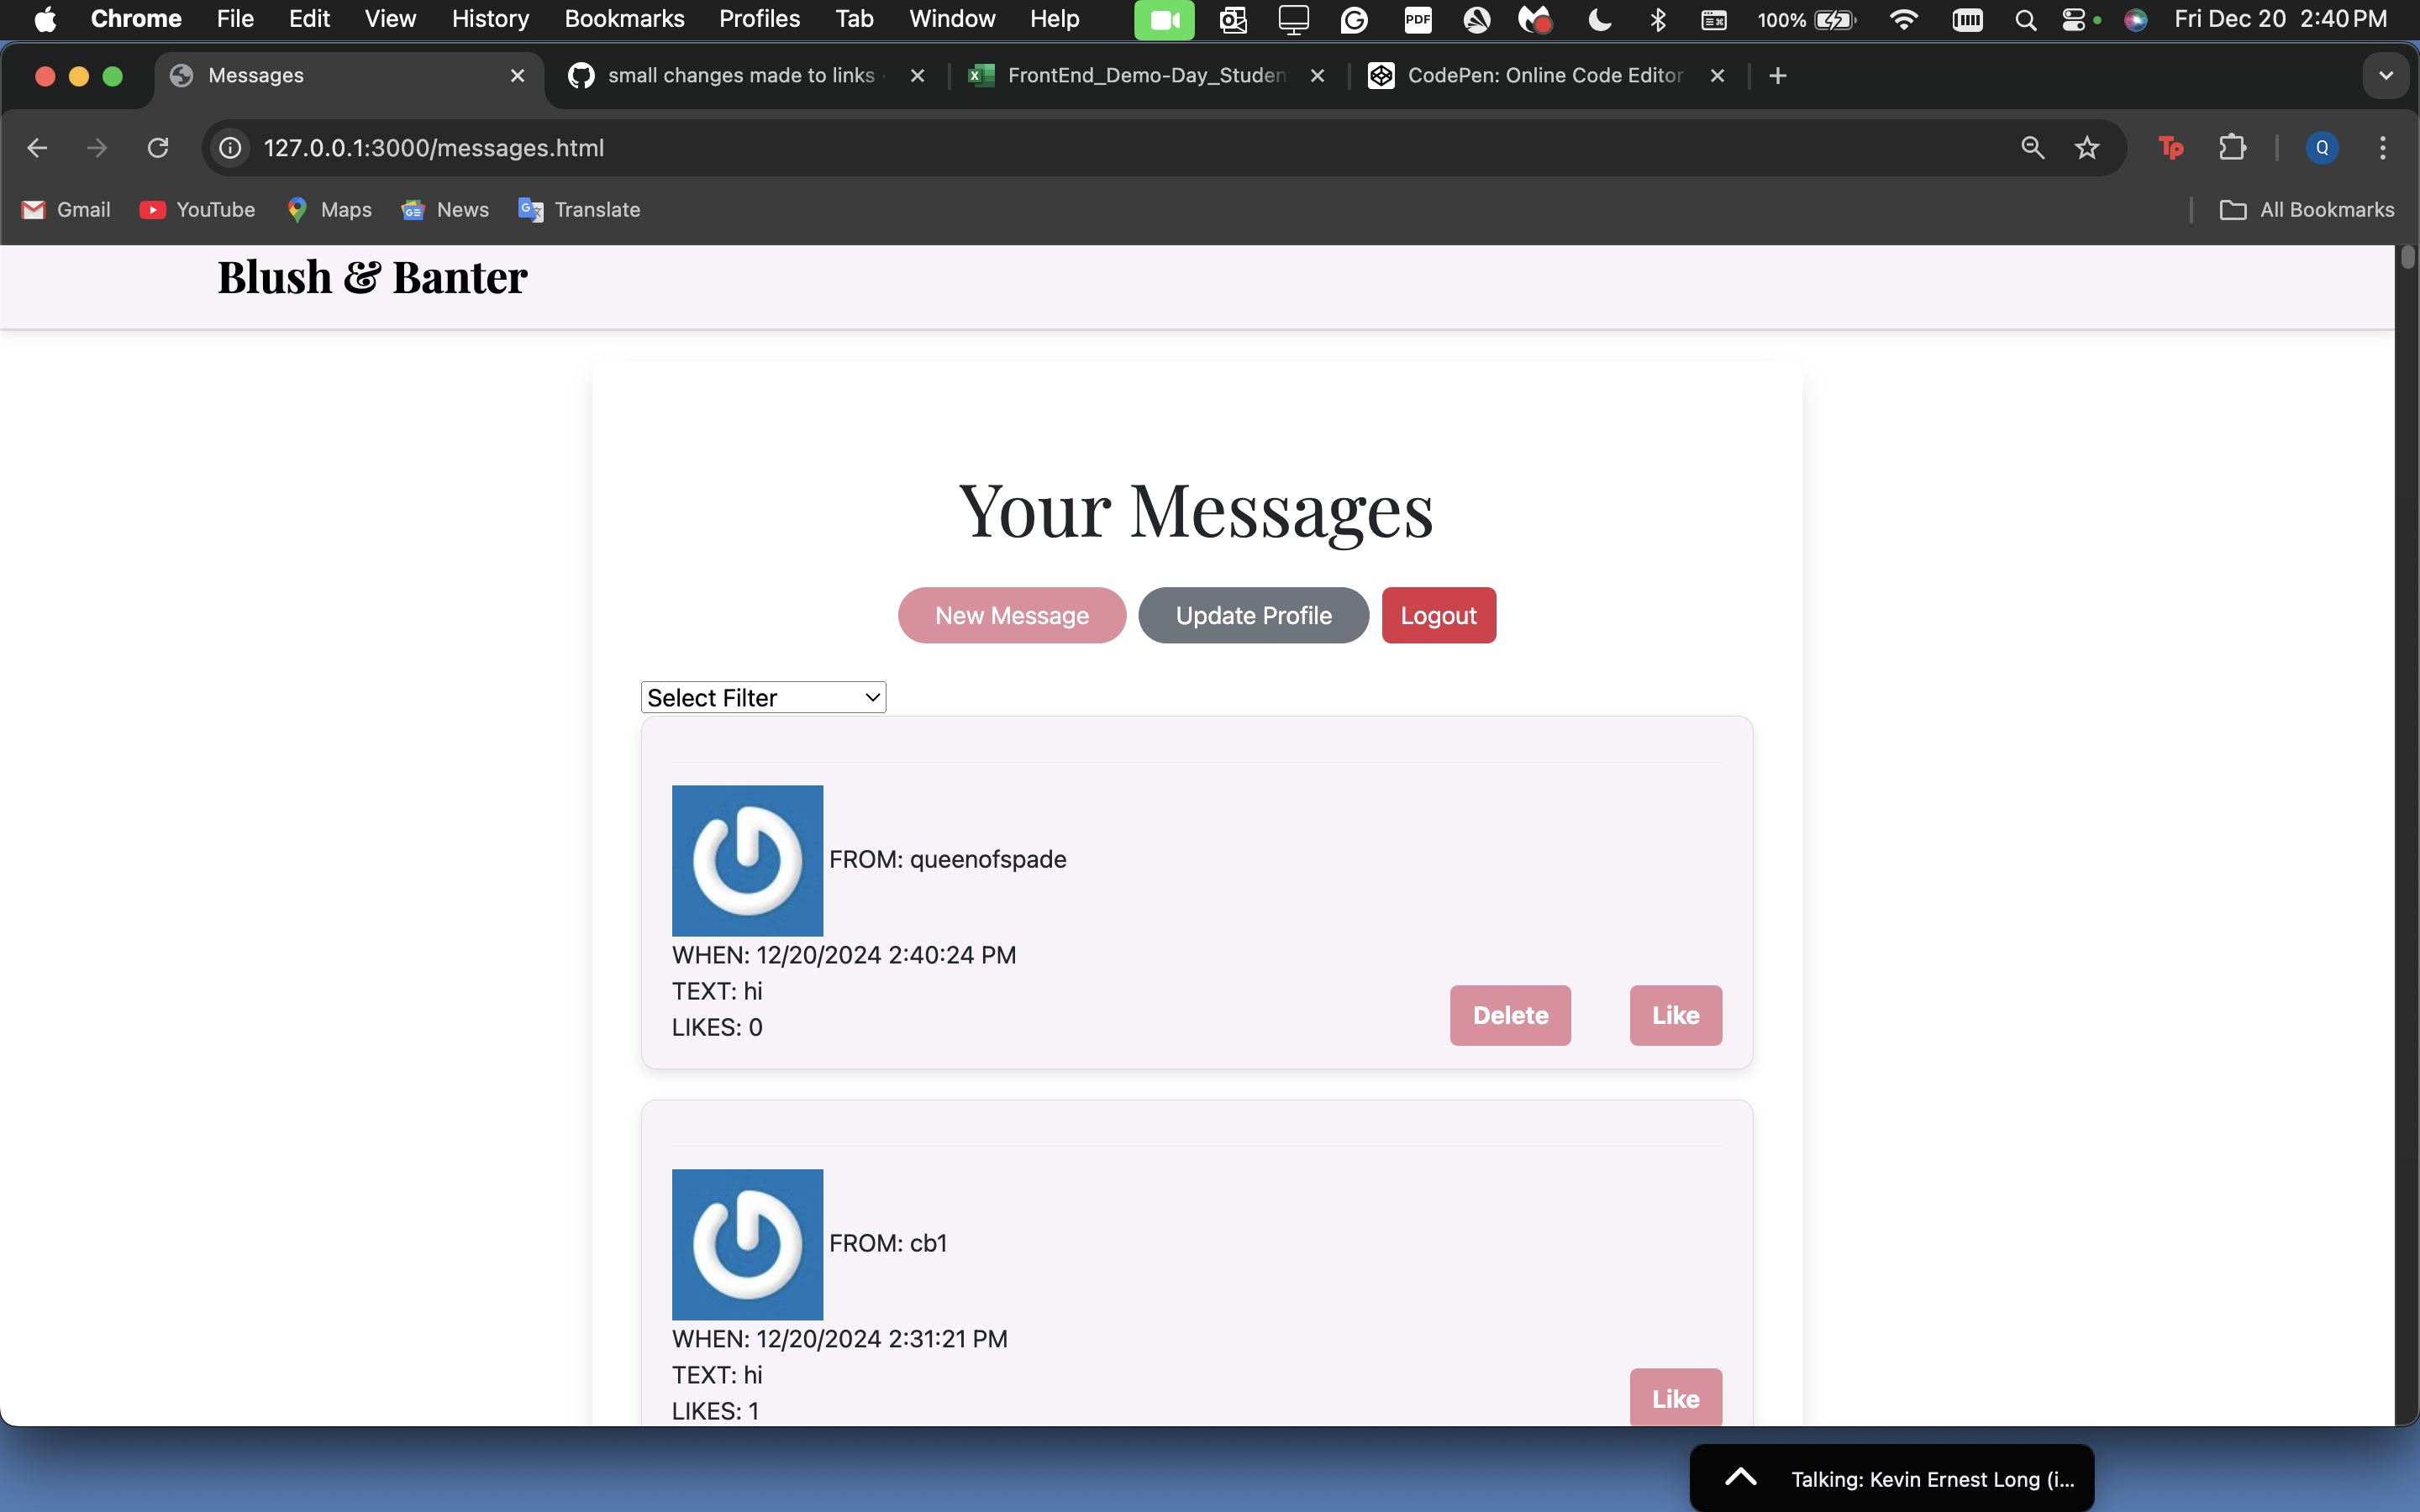 Chrome File Edit View History Bookmarks Profiles Tab Window Help PDF 100% Fri Dec 20 2:40 PM
Messages small changes made to links · FrontEnd_Demo-Day_Studen CodePen: Online Code Editor
127.0.0.1:3000/messages.html Tp Q
Gmail YouTube Maps News Translate All Bookmarks
Blush & Banter
Your Messages
New Message Update Profile Logout
Select Filter
FROM: queenofspade
WHEN: 12/20/2024 2:40:24 PM
TEXT: hi
LIKES: 0
Delete Like
FROM: cb1
WHEN: 12/20/2024 2:31:21 PM
TEXT: hi
LIKES: 1
Like
Talking: Kevin Ernest Long (i...